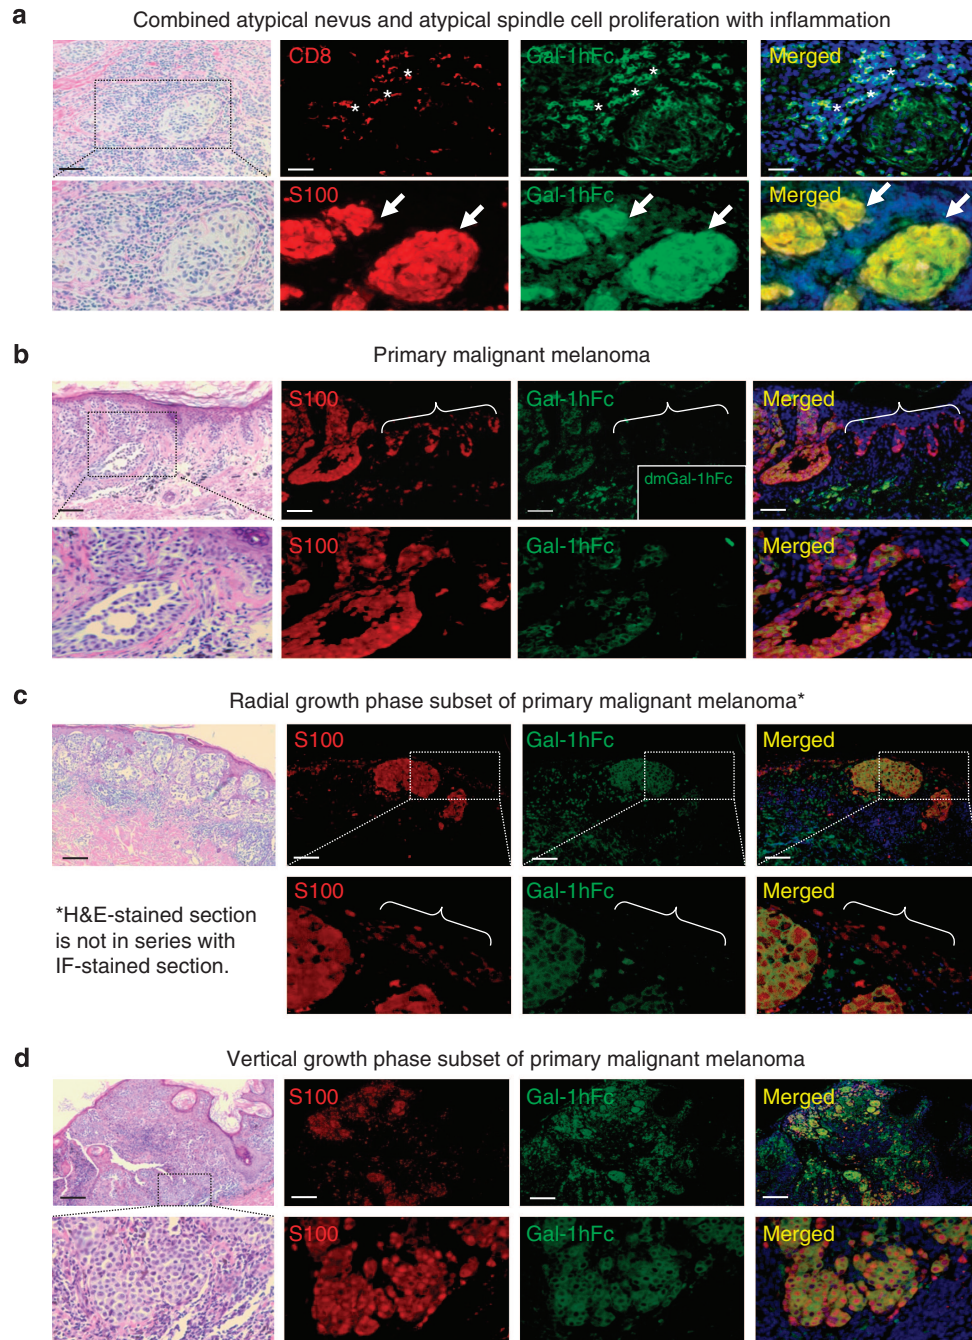 a
Combined atypical nevus and atypical spindle cell proliferation with inflammation
CD8
Gal-1hFc
Merged
* * *
* * *
* * *
S100
Gal-1hFc
Merged
b
Primary malignant melanoma
S100
Gal-1hFc
Merged
dmGal-1hFc
S100
Gal-1hFc
Merged
c
Radial growth phase subset of primary malignant melanoma*
S100
Gal-1hFc
Merged
*H&E-stained section
is not in series with
IF-stained section.
S100
Gal-1hFc
Merged
d
Vertical growth phase subset of primary malignant melanoma
S100
Gal-1hFc
Merged
S100
Gal-1hFc
Merged